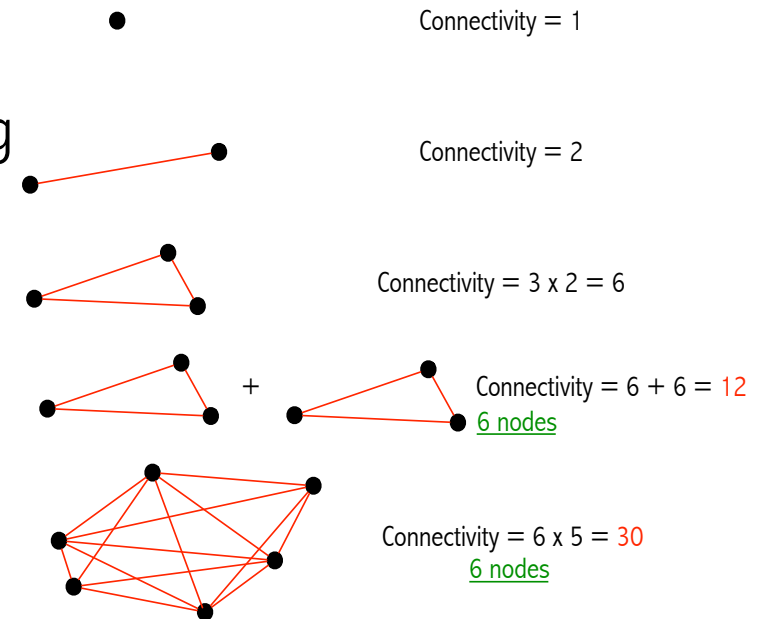 Connectivity = 1
g
Connectivity = 2
Connectivity = 3 x 2 = 6
+
Connectivity = 6 + 6 = 12
6 nodes
Connectivity = 6 x 5 = 30
6 nodes